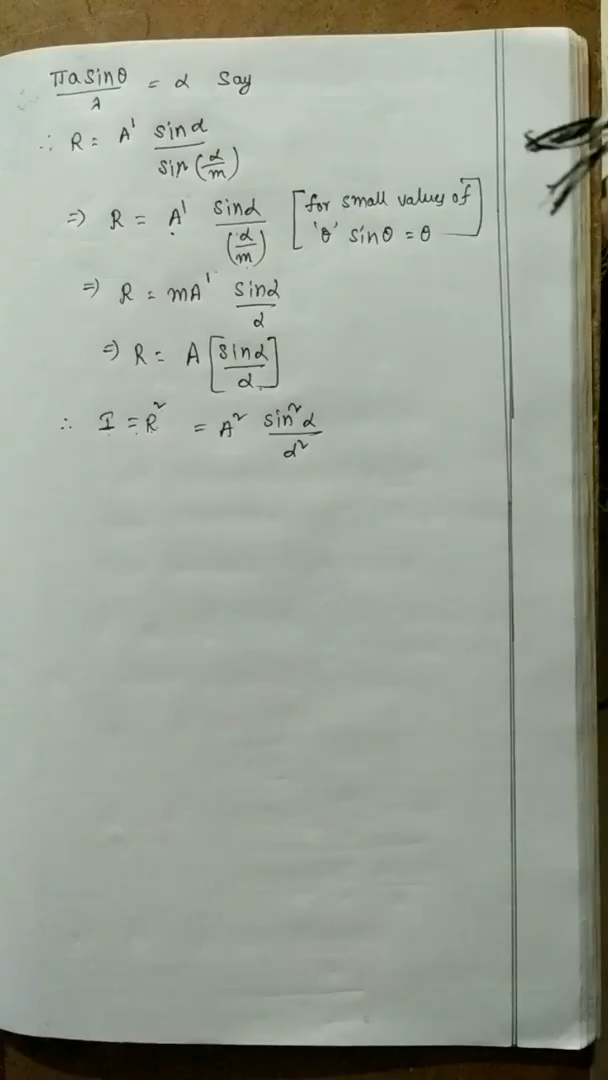 πa sinθ / λ = α say
∴ R = A' sinα / sin(α/m)
⇒ R = A' sinα / (α/m) [for small values of 'θ' sinθ = θ]
⇒ R = mA' sinα / α
⇒ R = A [sinα / α]
∴ I = R² = A² sin²α / α²